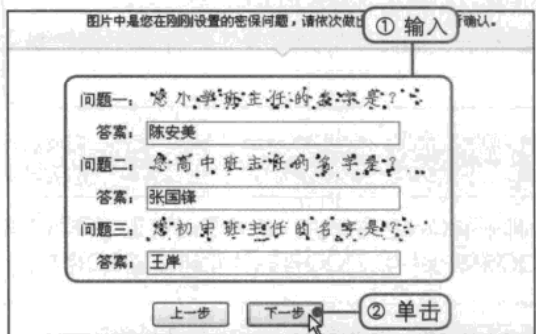 图片中是您在刚刚设置的密保问题，请依次做出 确认。
① 输入
问题一： 您小学班主任的名字是？
答案： 陈安美
问题二： 您高中班主任的名字是？
答案： 张国锋
问题三： 您初中班主任的名字是？
答案： 王岸
上一步 下一步 ② 单击